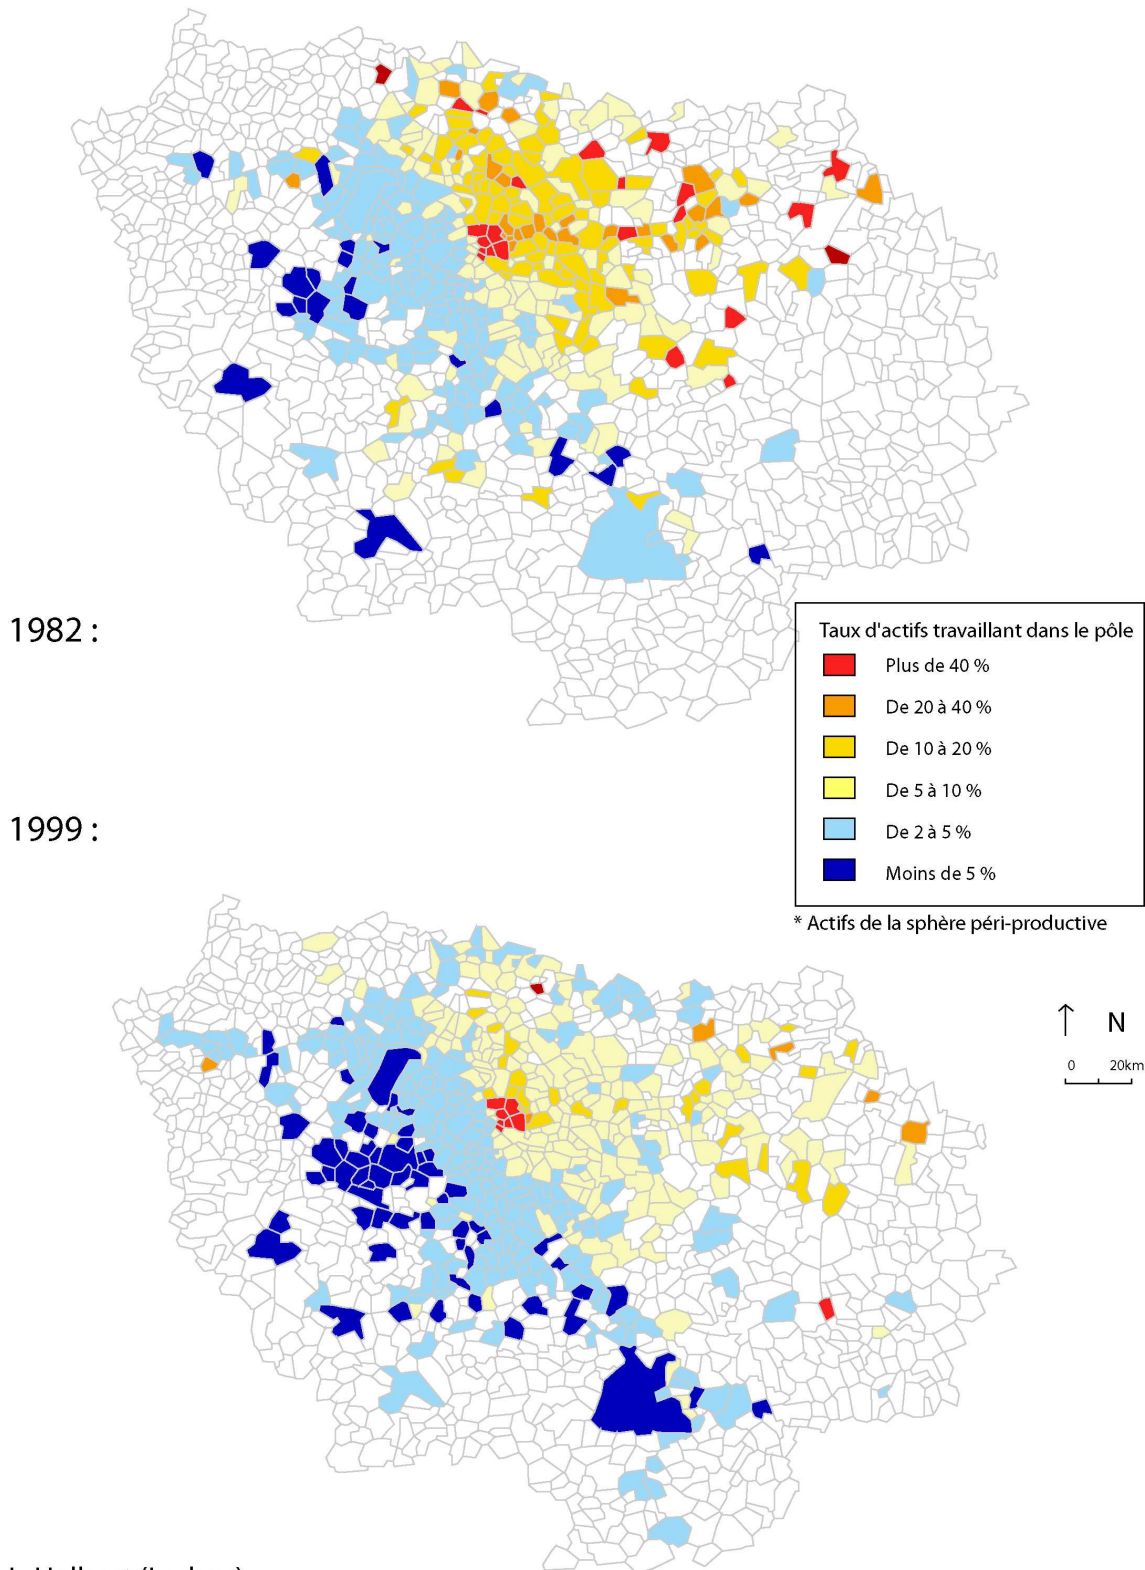 1982 :
Taux d'actifs travaillant dans le pôle
Plus de 40 %
De 20 à 40 %
De 10 à 20 %
De 5 à 10 %
De 2 à 5 %
Moins de 5 %
1999 :
* Actifs de la sphère péri-productive
N
0 20km